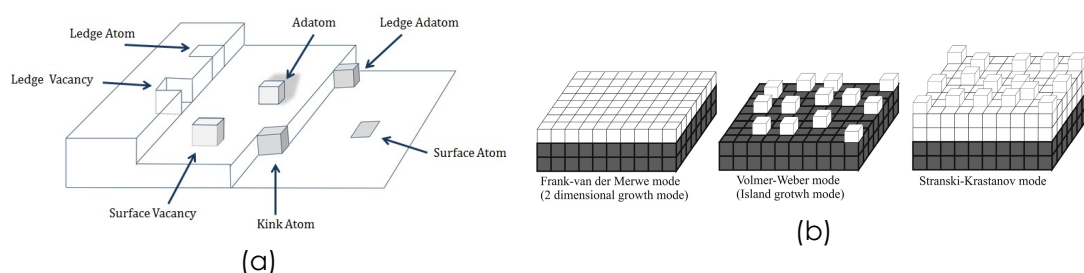 Ledge Atom
Adatom
Ledge Adatom
Ledge Vacancy
Surface Atom
Surface Vacancy
Kink Atom
(a)
Frank-van der Merwe mode
(2 dimensional growth mode)
Volmer-Weber mode
(Island grotwh mode)
Stranski-Krastanov mode
(b)